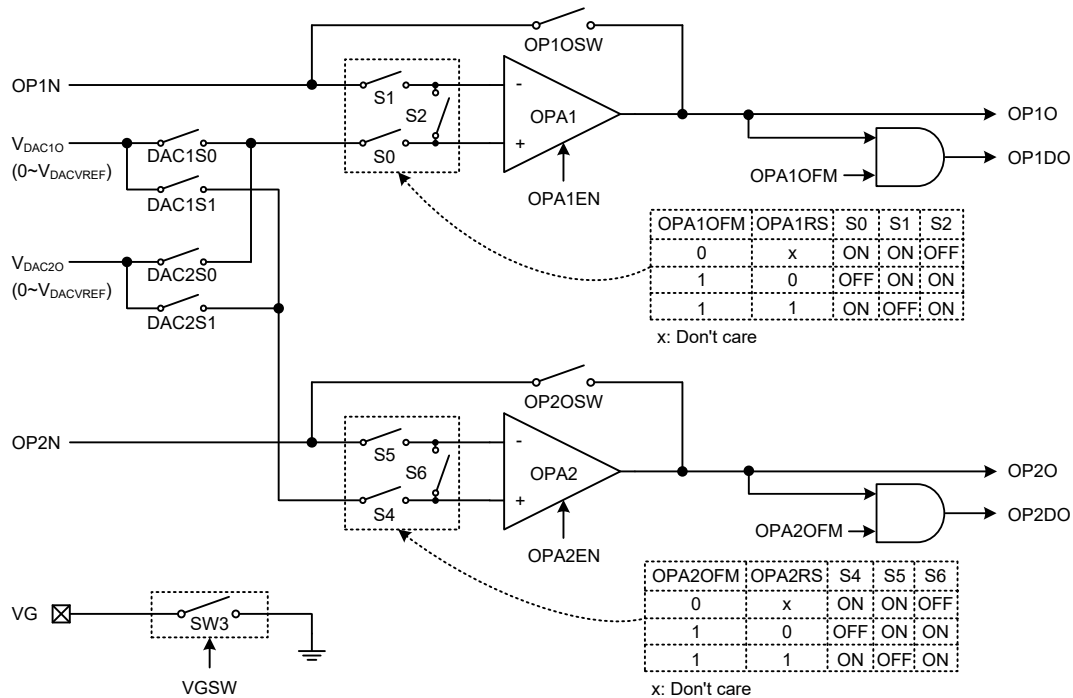 OP1OSW
OP1N
S1
S2
S0
-
+
OPA1
OPA1EN
OP1O
OPA1OFM
OP1DO
VDAC1O
(0~VDACVREF)
DAC1S0
DAC1S1
VDAC2O
(0~VDACVREF)
DAC2S0
DAC2S1
OPA1OFM OPA1RS S0 S1 S2
0 x ON ON OFF
1 0 OFF ON ON
1 1 ON OFF ON
x: Don't care
OP2OSW
OP2N
S5
S6
S4
-
+
OPA2
OPA2EN
OP2O
OPA2OFM
OP2DO
OPA2OFM OPA2RS S4 S5 S6
0 x ON ON OFF
1 0 OFF ON ON
1 1 ON OFF ON
x: Don't care
VG
SW3
VGSW